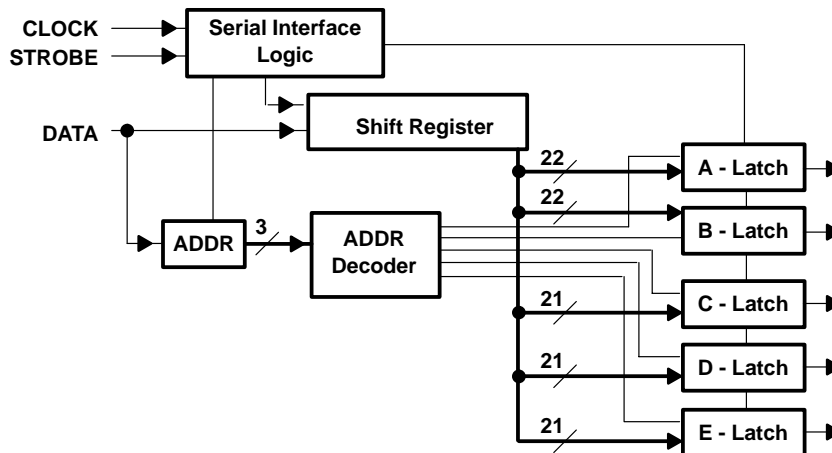 CLOCK
STROBE
Serial Interface
Logic
DATA
Shift Register
22
A - Latch
22
B - Latch
ADDR
3
ADDR
Decoder
21
C - Latch
21
D - Latch
21
E - Latch